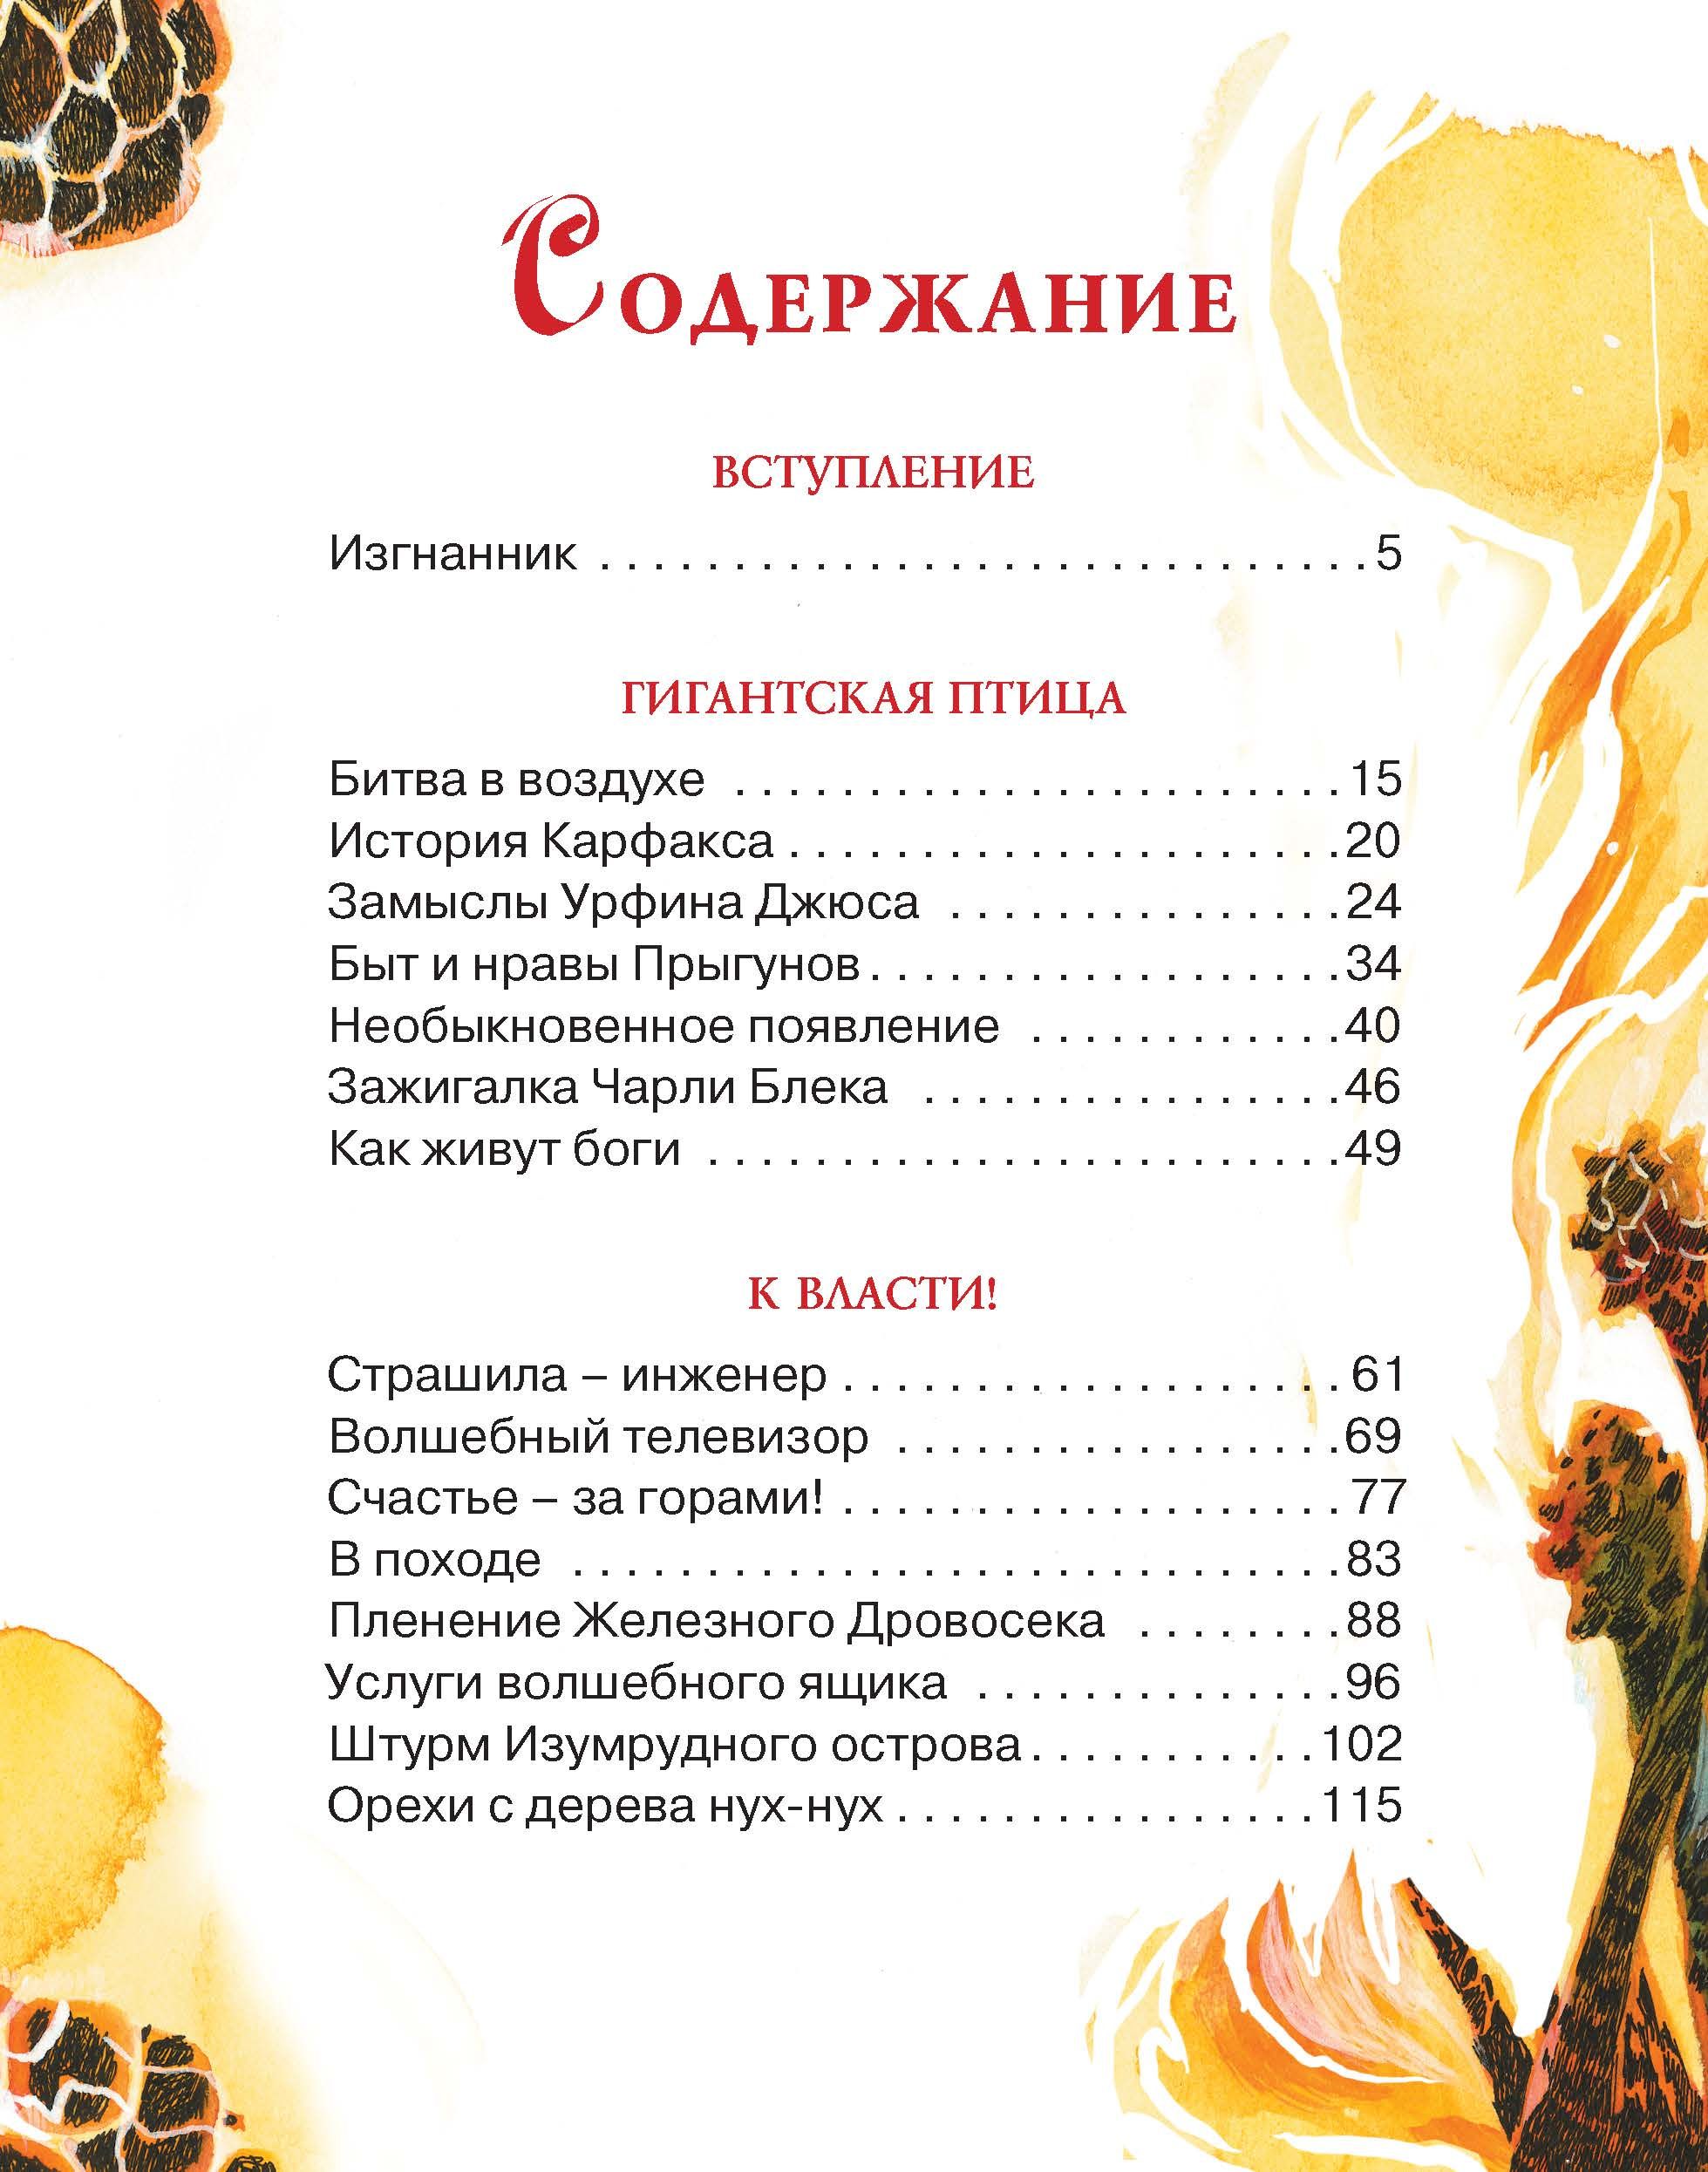 Содержание
ВСТУПЛЕНИЕ
Изгнанник . . . . . . . . . . . . . . . . . . . . . . . . . . . . . 5
ГИГАНТСКАЯ ПТИЦА
Битва в воздухе . . . . . . . . . . . . . . . . . . . . . . . 15
История Карфакса . . . . . . . . . . . . . . . . . . . . . 20
Замыслы Урфина Джюса . . . . . . . . . . . . . . . 24
Быт и нравы Прыгунов . . . . . . . . . . . . . . . . . . 34
Необыкновенное появление . . . . . . . . . . . . 40
Зажигалка Чарли Блека . . . . . . . . . . . . . . . . 46
Как живут боги . . . . . . . . . . . . . . . . . . . . . . . . 49
К ВЛАСТИ!
Страшила – инженер . . . . . . . . . . . . . . . . . . . 61
Волшебный телевизор . . . . . . . . . . . . . . . . . 69
Счастье – за горами! . . . . . . . . . . . . . . . . . . . 77
В походе . . . . . . . . . . . . . . . . . . . . . . . . . . . . . 83
Пленение Железного Дровосека . . . . . . . . 88
Услуги волшебного ящика . . . . . . . . . . . . . . 96
Штурм Изумрудного острова . . . . . . . . . . . 102
Орехи с дерева нух-нух . . . . . . . . . . . . . . . . 115